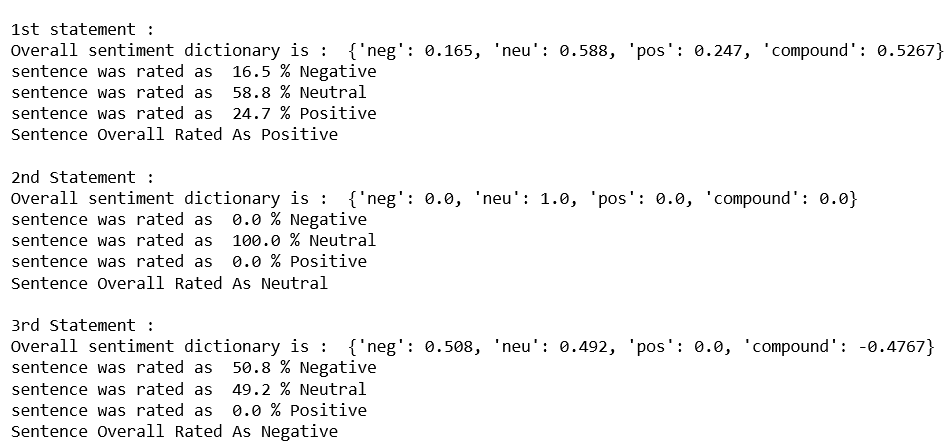 1st statement :
Overall sentiment dictionary is :  {'neg': 0.165, 'neu': 0.588, 'pos': 0.247, 'compound': 0.5267}
sentence was rated as  16.5 % Negative
sentence was rated as  58.8 % Neutral
sentence was rated as  24.7 % Positive
Sentence Overall Rated As Positive

2nd Statement :
Overall sentiment dictionary is :  {'neg': 0.0, 'neu': 1.0, 'pos': 0.0, 'compound': 0.0}
sentence was rated as  0.0 % Negative
sentence was rated as  100.0 % Neutral
sentence was rated as  0.0 % Positive
Sentence Overall Rated As Neutral

3rd Statement :
Overall sentiment dictionary is :  {'neg': 0.508, 'neu': 0.492, 'pos': 0.0, 'compound': -0.4767}
sentence was rated as  50.8 % Negative
sentence was rated as  49.2 % Neutral
sentence was rated as  0.0 % Positive
Sentence Overall Rated As Negative